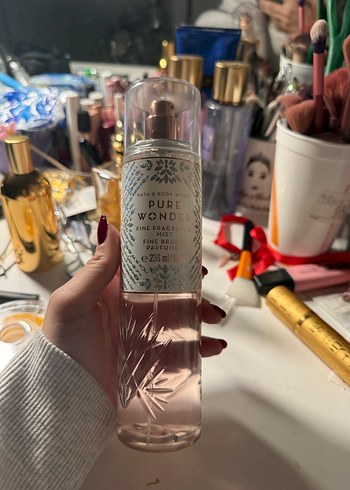 BATH & BODY WORKS
PURE
WONDER
FINE FRAGRANCE
MIST
FINE BRUME
PARFUMÉE
e 236 ml/